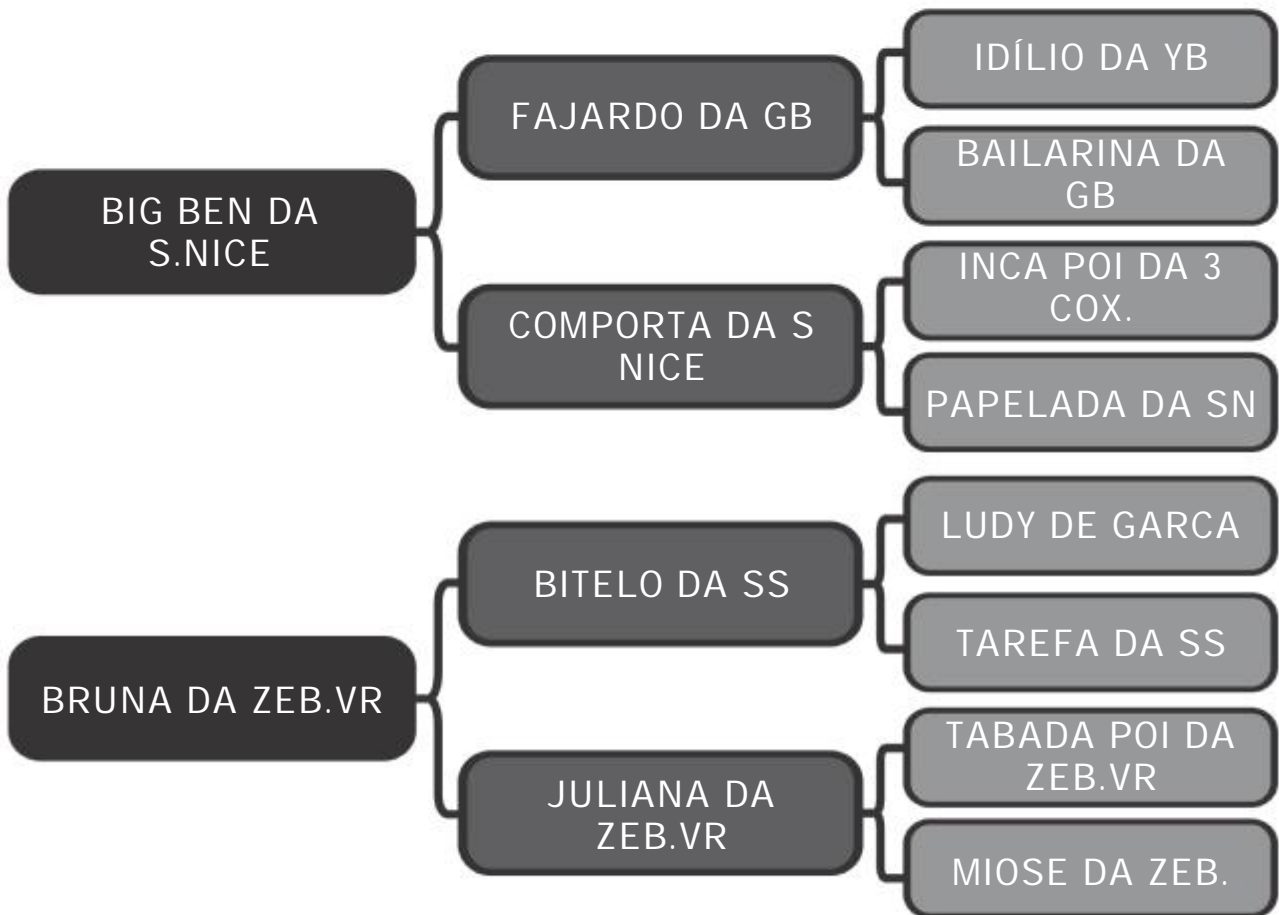 IDÍLIO DA YB
FAJARDO DA GB
BAILARINA DA
GB
BIG BEN DA
S.NICE
INCA POI DA 3
COX.
COMPORTA DA S
NICE
PAPELADA DA SN
LUDY DE GARCA
BITELO DA SS
TAREFA DA SS
BRUNA DA ZEB.VR
TABADA POI DA
ZEB.VR
JULIANA DA
ZEB.VR
MIOSE DA ZEB.